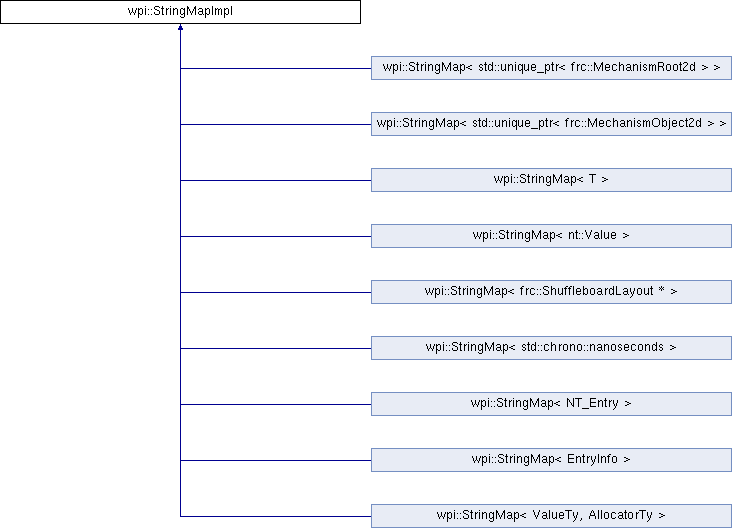 wpi::StringMapImpl
wpi::StringMap< std::unique_ptr< frc::MechanismRoot2d > >
wpi::StringMap< std::unique_ptr< frc::MechanismObject2d > >
wpi::StringMap< T >
wpi::StringMap< nt::Value >
wpi::StringMap< frc::ShuffleboardLayout * >
wpi::StringMap< std::chrono::nanoseconds >
wpi::StringMap< NT_Entry >
wpi::StringMap< EntryInfo >
wpi::StringMap< ValueTy, AllocatorTy >